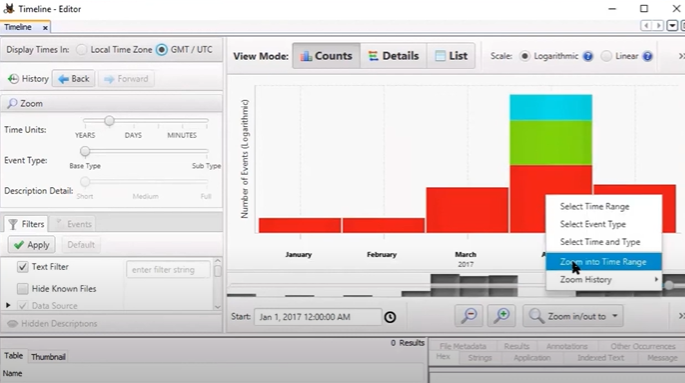 Timeline - Editor
Timeline x
Display Times In: Local Time Zone GMT / UTC
View Mode: Counts Details List Scale: Logarithmic Linear
History Back Forward
Zoom
Time Units:
YEARS DAYS MINUTES
Event Type:
Base Type Sub Type
Description Detail:
Short Medium Full
Filters Events
Apply Default
Text Filter enter filter string
Hide Known Files
Data Source
Hidden Descriptions
Number of Events (Logarithmic)
January February March
2017
Select Time Range
Select Event Type
Select Time and Type
Zoom into Time Range
Zoom History
Start: Jan 1, 2017 12:00:00 AM Zoom in/out to
0 Results
Table Thumbnail
Name
File Metadata Results Annotations Other Occurrences
Hex Strings Application Indexed Text Message